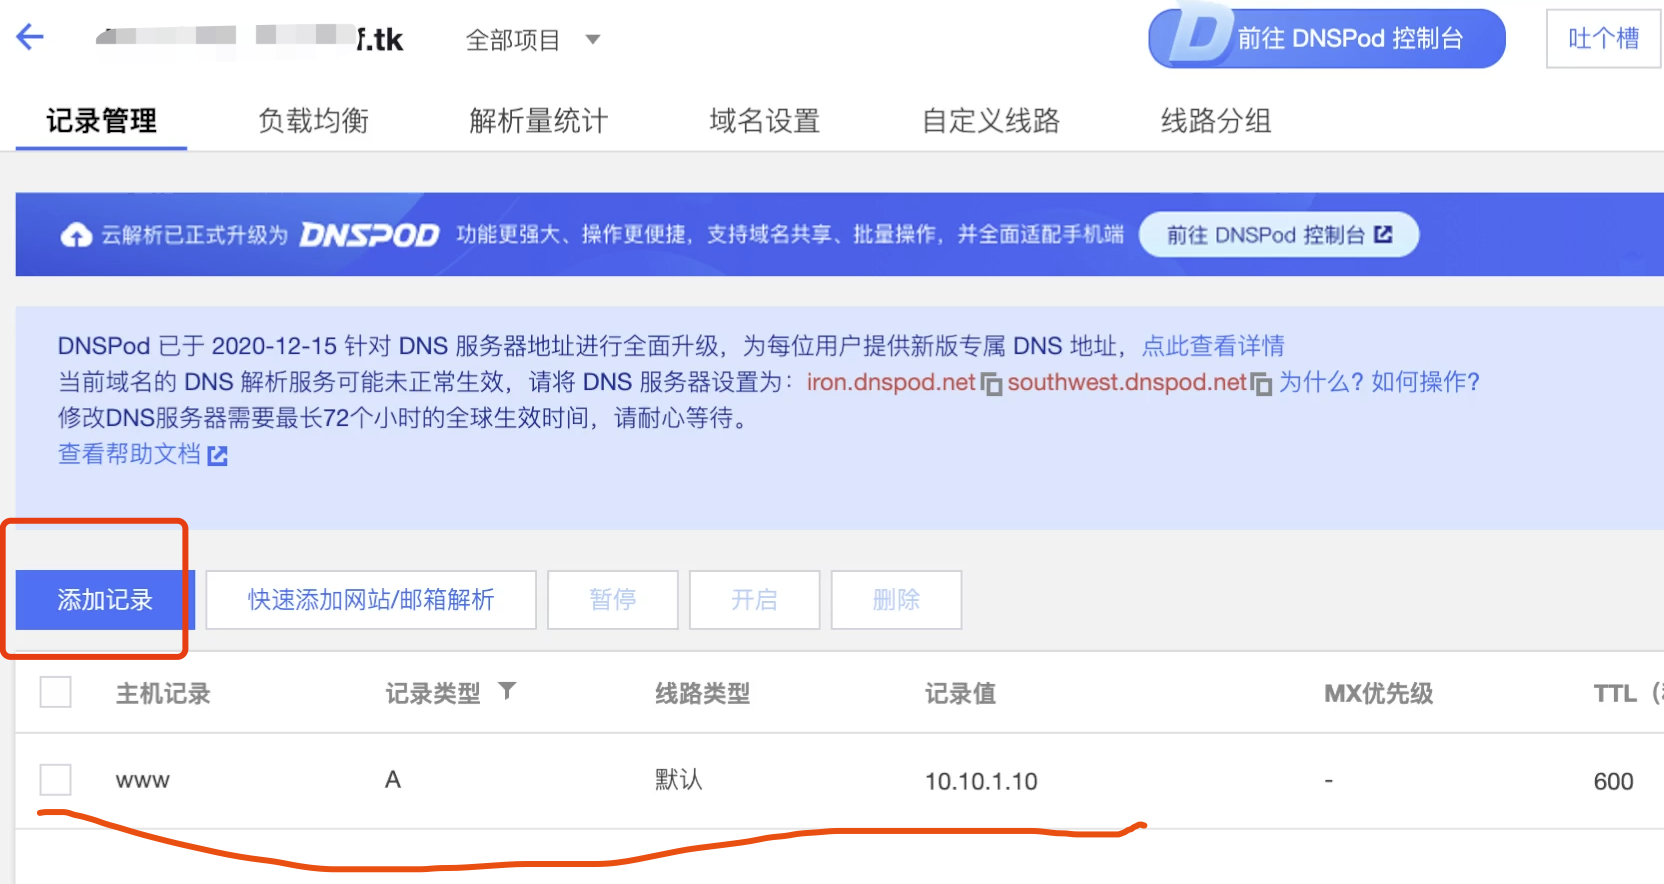 f.tk 全部项目 前往 DNSPod 控制台 吐个槽
记录管理 负载均衡 解析量统计 域名设置 自定义线路 线路分组
云解析已正式升级为 DNSPOD 功能更强大、操作更便捷，支持域名共享、批量操作，并全面适配手机端 前往 DNSPod 控制台
DNSPod 已于 2020-12-15 针对 DNS 服务器地址进行全面升级，为每位用户提供新版专属 DNS 地址，点此查看详情
当前域名的 DNS 解析服务可能未正常生效，请将 DNS 服务器设置为：iron.dnspod.net southwest.dnspod.net 为什么? 如何操作?
修改DNS服务器需要最长72个小时的全球生效时间，请耐心等待。
查看帮助文档
添加记录 快速添加网站/邮箱解析 暂停 开启 删除
主机记录 记录类型 线路类型 记录值 MX优先级 TTL（
www A 默认 10.10.1.10 - 600